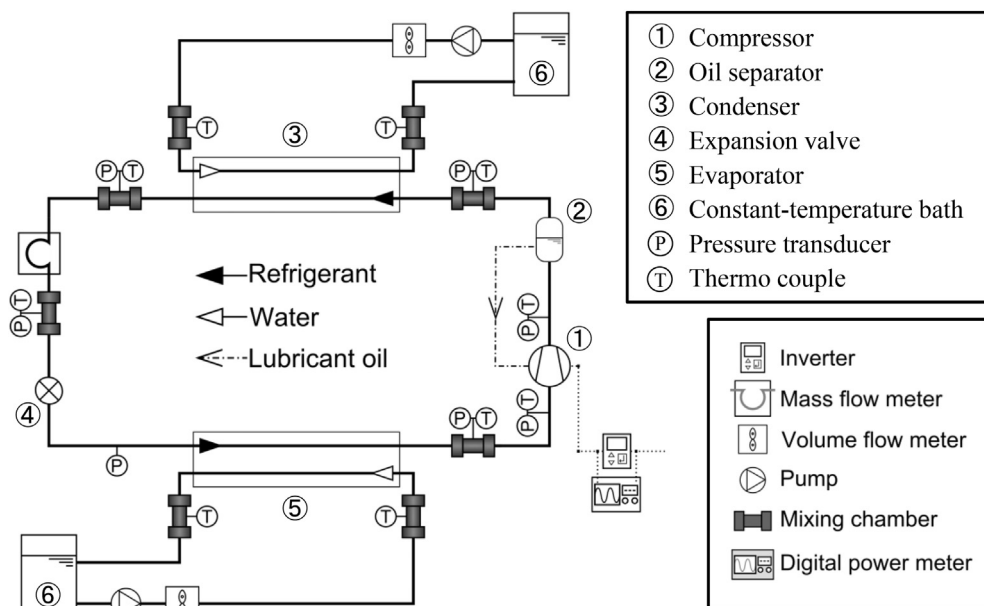 ⑥
Ⓣ
Ⓣ
③
Ⓟ Ⓣ
Ⓟ Ⓣ
②
Refrigerant
Water
Lubricant oil
Ⓣ
Ⓟ
Ⓣ
Ⓟ
①
④
Ⓣ
Ⓟ
Ⓟ Ⓣ
Ⓟ
Ⓣ
⑤
Ⓣ
⑥
① Compressor
② Oil separator
③ Condenser
④ Expansion valve
⑤ Evaporator
⑥ Constant-temperature bath
Ⓟ Pressure transducer
Ⓣ Thermo couple
Inverter
Mass flow meter
Volume flow meter
Pump
Mixing chamber
Digital power meter